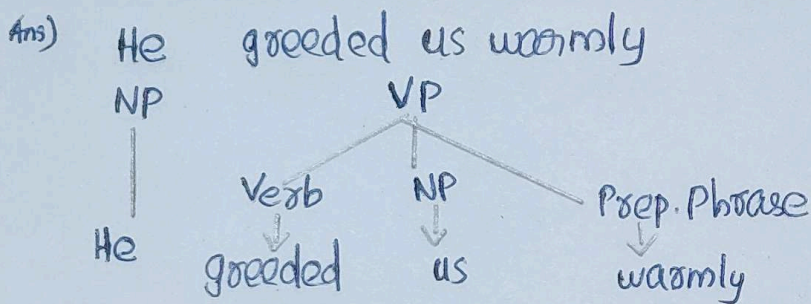 Ans) He greeded us warmly
NP VP
Verb NP Prep. Phrase
He greeded us warmly